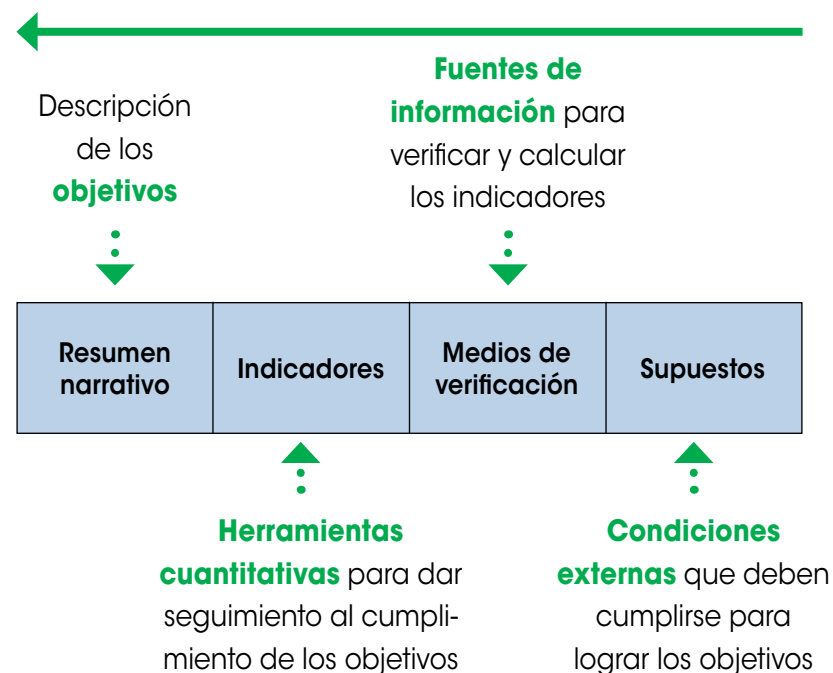 Descripción
de los
objetivos
Fuentes de
información para
verificar y calcular
los indicadores
Resumen
narrativo
Indicadores
Medios de
verificación
Supuestos
Herramientas
cuantitativas para dar
seguimiento al cumpli-
miento de los objetivos
Condiciones
externas que deben
cumplirse para
lograr los objetivos